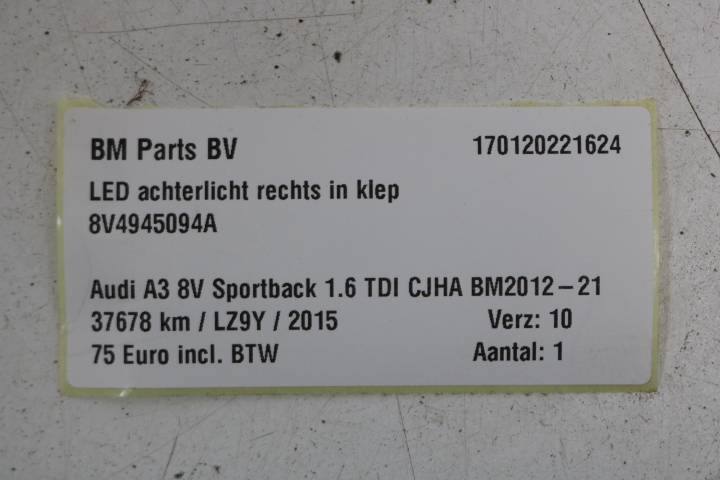 BM Parts BV 170120221624
LED achterlicht rechts in klep
8V4945094A
Audi A3 8V Sportback 1.6 TDI CJHA BM2012-21
37678 km / LZ9Y / 2015 Verz: 10
75 Euro incl. BTW Aantal: 1